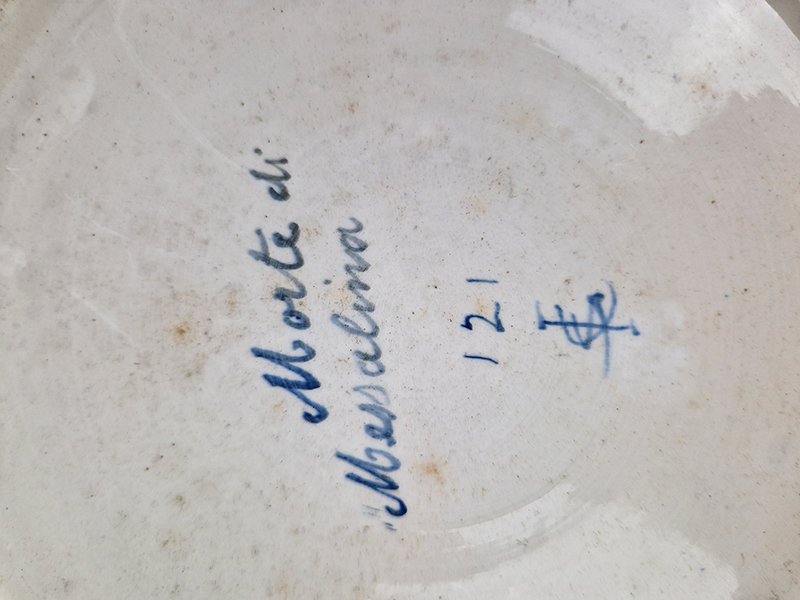 Morte di
"Messalina
121